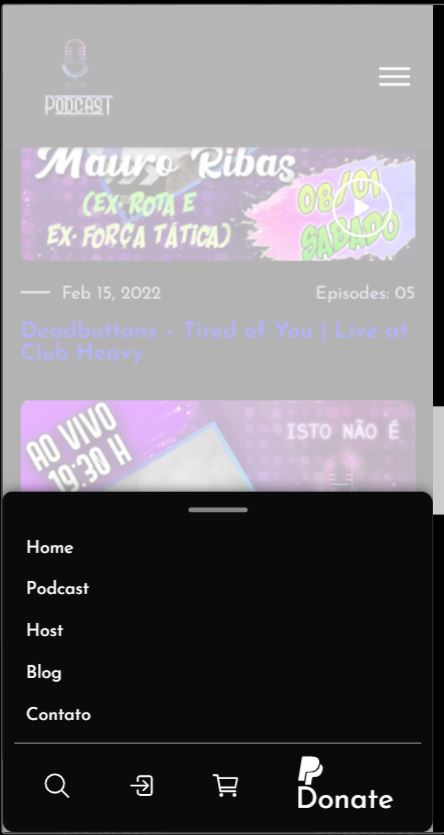 PODCAST
Mauro Ribas
(EX-ROTA E
EX-FORÇA TÁTICA)
08/01
SABADO
Feb 15, 2022
Episodes: 05
Deadbuttons – Tired of You | Live at
Club Heavy
AO VIVO
19:30 H
ISTO NÃO É
Home
Podcast
Host
Blog
Contato
Donate